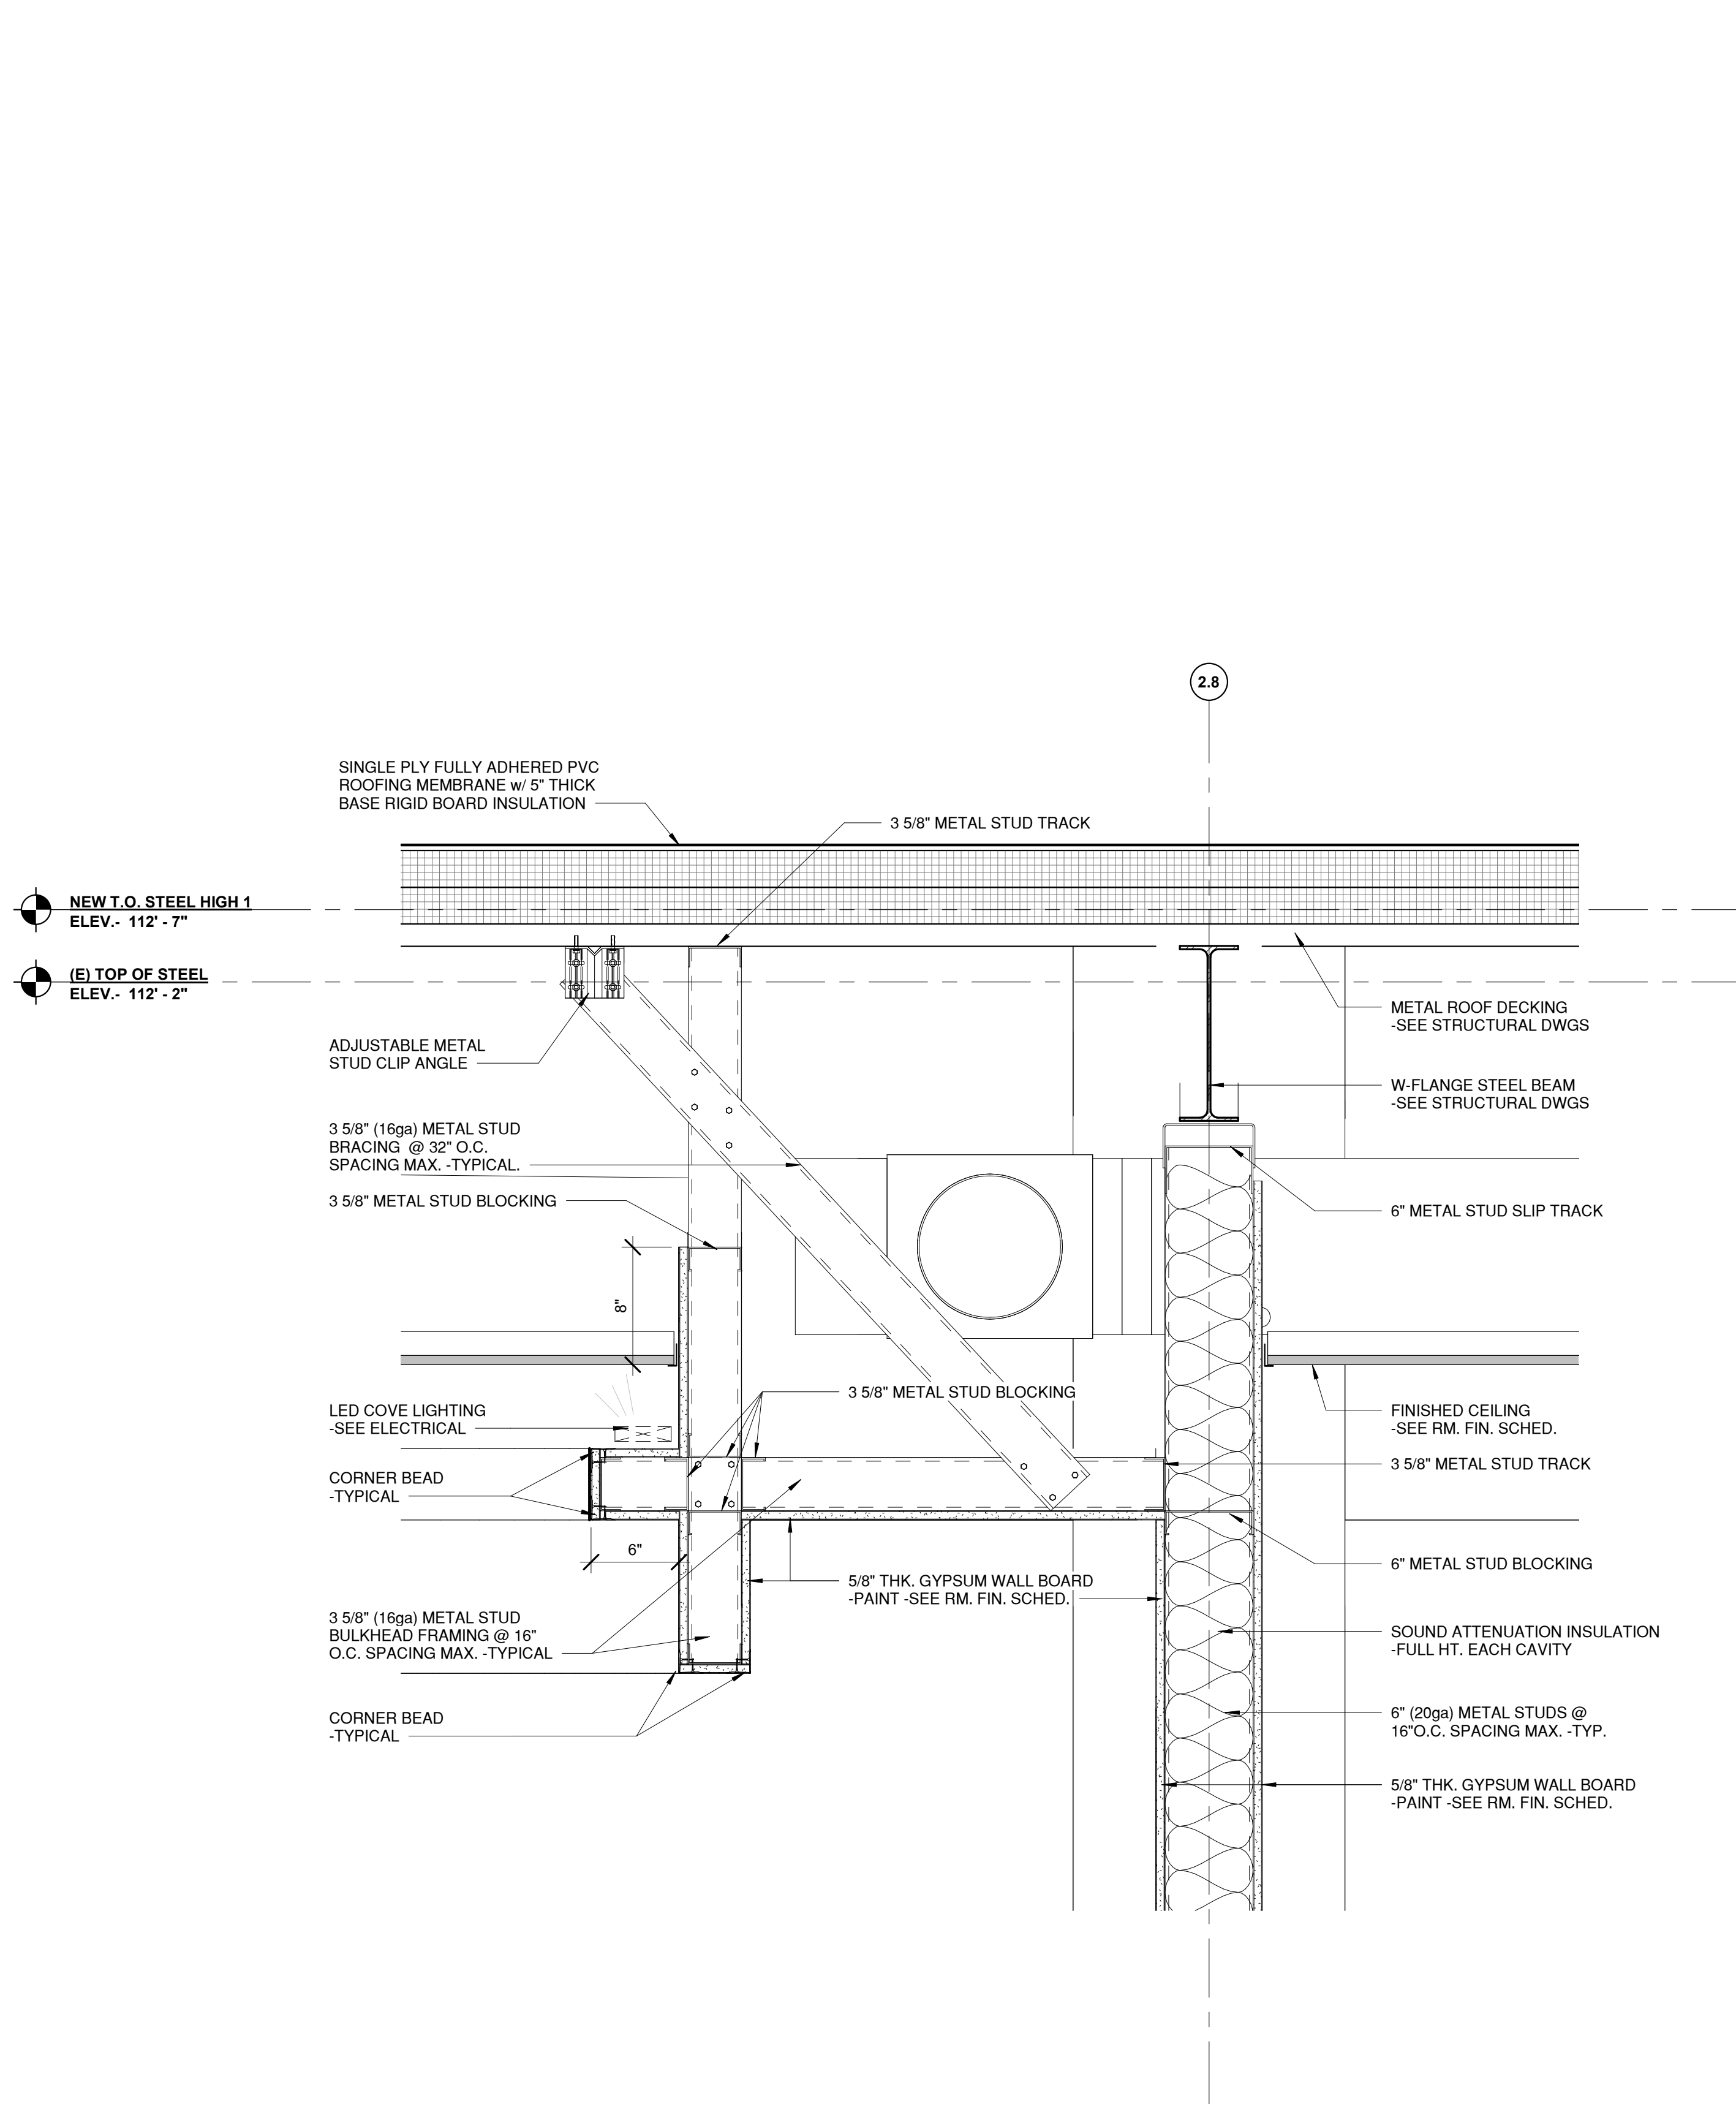 2.8
SINGLE PLY FULLY ADHERED PVC
ROOFING MEMBRANE w/ 5" THICK
BASE RIGID BOARD INSULATION
3 5/8" METAL STUD TRACK
NEW T.O. STEEL HIGH 1
ELEV.- 112' - 7"
(E) TOP OF STEEL
ELEV.- 112' - 2"
METAL ROOF DECKING
-SEE STRUCTURAL DWGS
ADJUSTABLE METAL
STUD CLIP ANGLE
W-FLANGE STEEL BEAM
-SEE STRUCTURAL DWGS
3 5/8" (16ga) METAL STUD
BRACING @ 32" O.C.
SPACING MAX. -TYPICAL.
3 5/8" METAL STUD BLOCKING
6" METAL STUD SLIP TRACK
8"
3 5/8" METAL STUD BLOCKING
LED COVE LIGHTING
-SEE ELECTRICAL
FINISHED CEILING
-SEE RM. FIN. SCHED.
3 5/8" METAL STUD TRACK
CORNER BEAD
-TYPICAL
6"
6" METAL STUD BLOCKING
5/8" THK. GYPSUM WALL BOARD
-PAINT -SEE RM. FIN. SCHED.
3 5/8" (16ga) METAL STUD
BULKHEAD FRAMING @ 16"
O.C. SPACING MAX. -TYPICAL
SOUND ATTENUATION INSULATION
-FULL HT. EACH CAVITY
CORNER BEAD
-TYPICAL
6" (20ga) METAL STUDS @
16"O.C. SPACING MAX. -TYP.
5/8" THK. GYPSUM WALL BOARD
-PAINT -SEE RM. FIN. SCHED.